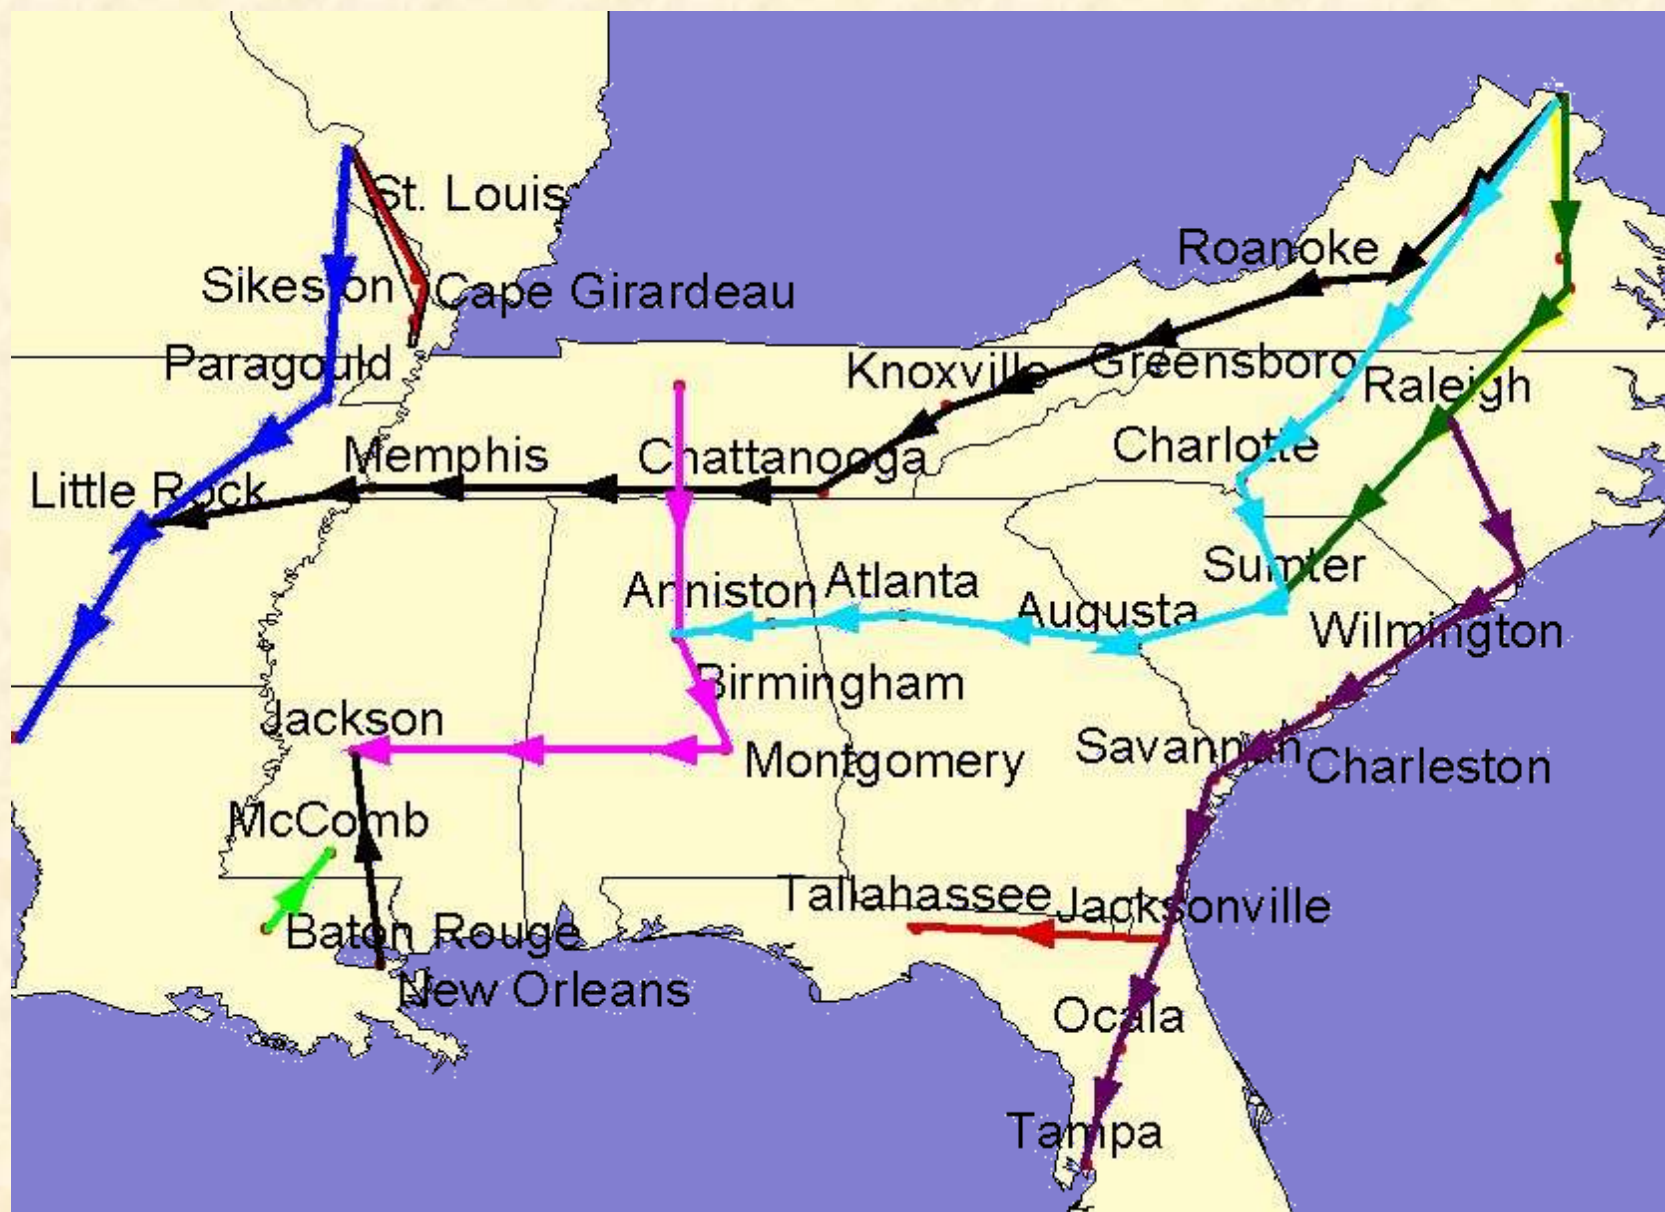 St. Louis
Roanoke
Sikeston
Cape Girardeau
Paragould
Knoxville
Greensboro
Raleigh
Memphis
Chattanooga
Charlotte
Little Rock
Anniston
Atlanta
Augusta
Sumter
Wilmington
Birmingham
Jackson
Montgomery
Savannah
Charleston
McComb
Tallahassee
Jacksonville
Baton Rouge
New Orleans
Ocala
Tampa